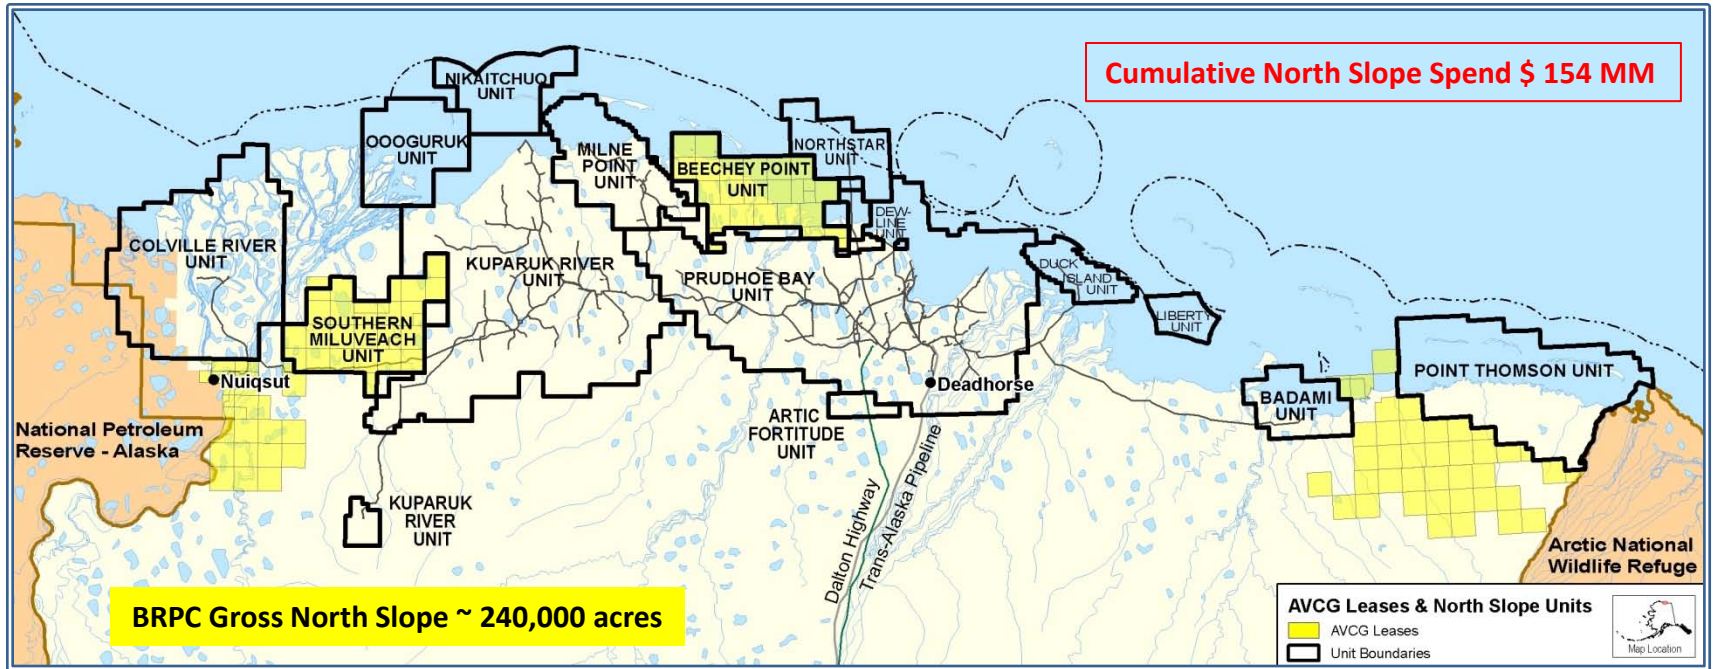 Cumulative North Slope Spend $ 154 MM
NIKAITCHUQ
UNIT
OOOGURUK
UNIT
MILNE
POINT
UNIT
BEECHEY POINT
UNIT
NORTHSTAR
UNIT
DEW-
LINE
UNIT
COLVILLE RIVER
UNIT
KUPARUK RIVER
UNIT
PRUDHOE BAY
UNIT
DUCK
ISLAND
UNIT
LIBERTY
UNIT
SOUTHERN
MILUVEACH
UNIT
Nuiqsut
Deadhorse
POINT THOMSON UNIT
BADAMI
UNIT
ARTIC
FORTITUDE
UNIT
National Petroleum
Reserve - Alaska
KUPARUK
RIVER
UNIT
Dalton Highway
Trans-Alaska Pipeline
Arctic National
Wildlife Refuge
BRPC Gross North Slope ~ 240,000 acres
AVCG Leases & North Slope Units
AVCG Leases
Unit Boundaries
Map Location